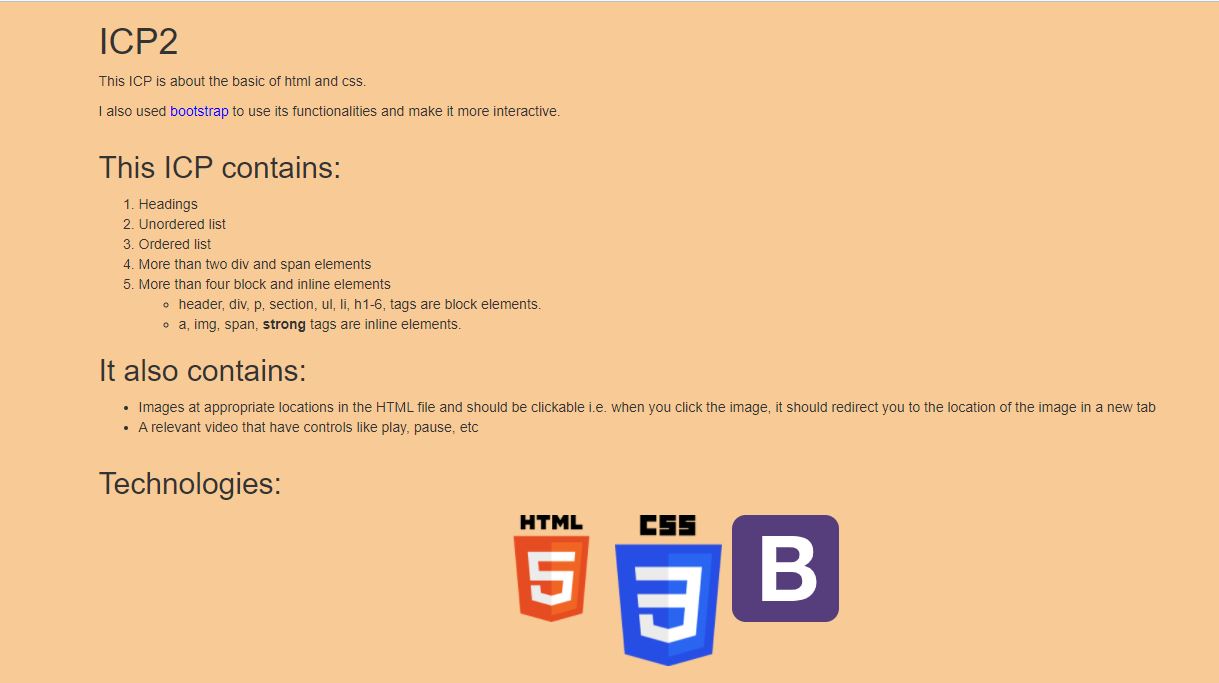 ICP2
This ICP is about the basic of html and css.
I also used bootstrap to use its functionalities and make it more interactive.
This ICP contains:
1. Headings
2. Unordered list
3. Ordered list
4. More than two div and span elements
5. More than four block and inline elements
header, div, p, section, ul, li, h1-6, tags are block elements.
a, img, span, strong tags are inline elements.
It also contains:
Images at appropriate locations in the HTML file and should be clickable i.e. when you click the image, it should redirect you to the location of the image in a new tab
A relevant video that have controls like play, pause, etc
Technologies:
HTML
5
CSS
3
B